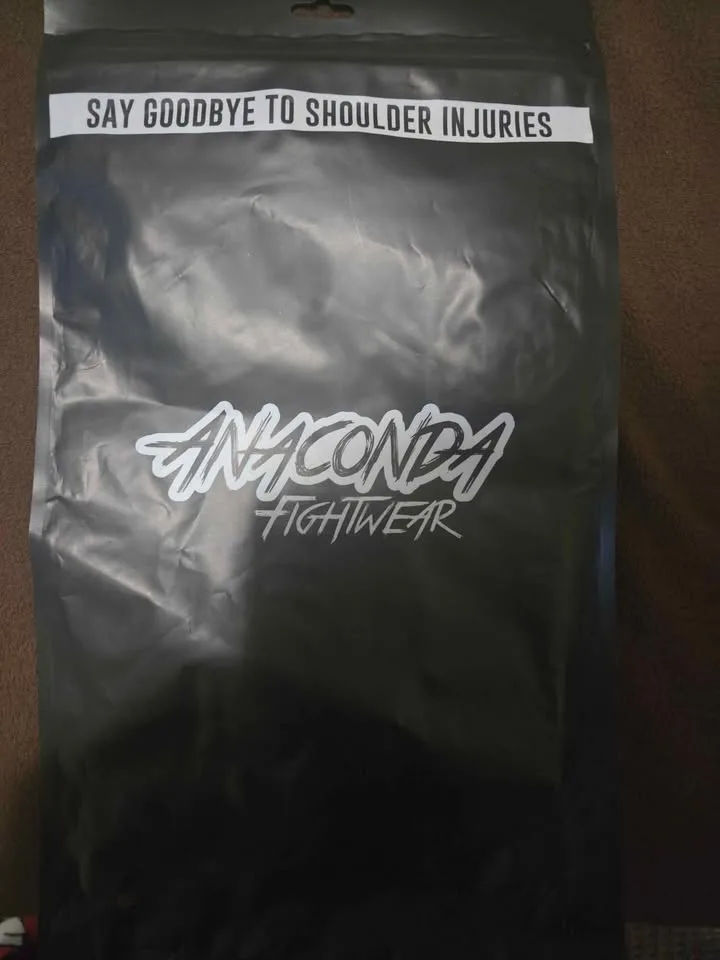 SAY GOODBYE TO SHOULDER INJURIES
ANACONDA
FIGHTWEAR